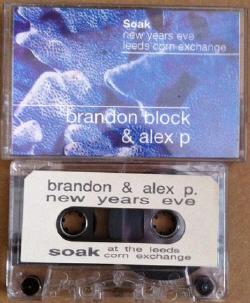 Soak
new years eve
leeds corn exchange
brandon block
& alex p
brandon & alex p.
new years eve
soak at the leeds
corn exchange